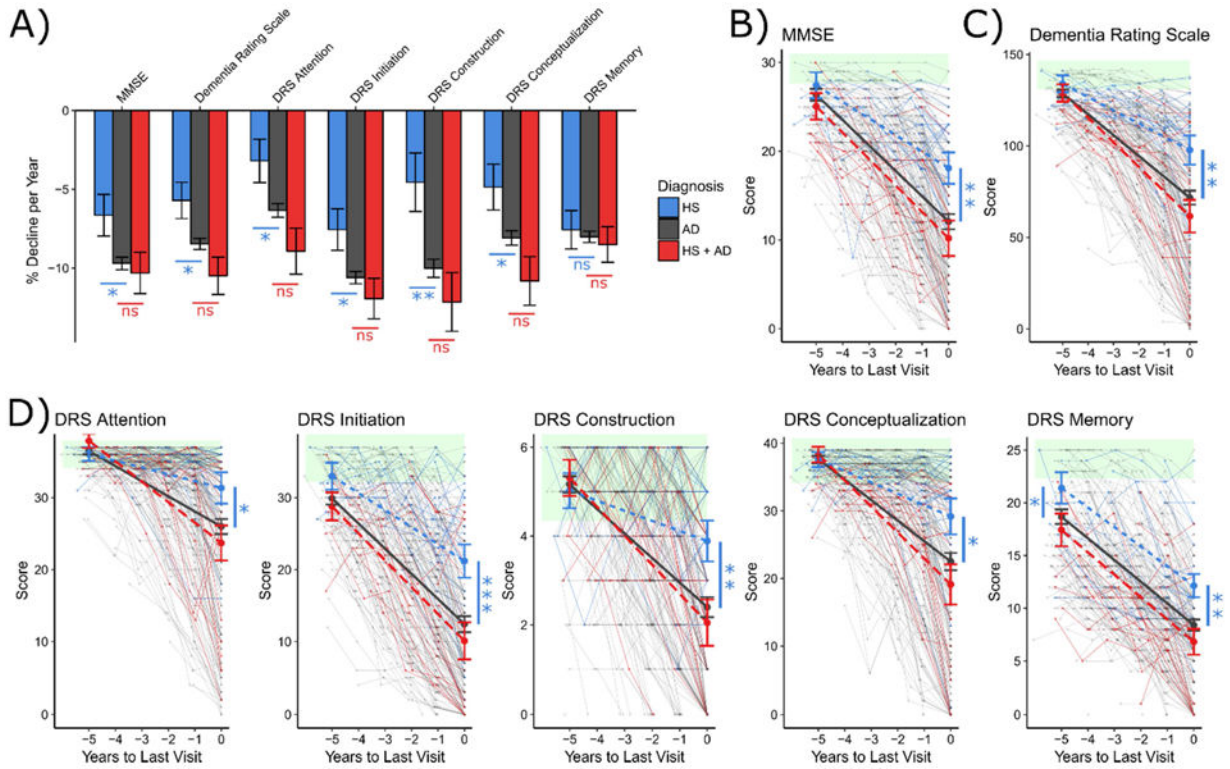 A)
MMSE
Dementia Rating Scale
DRS Attention
DRS Initiation
DRS Construction
DRS Conceptualization
DRS Memory
% Decline per Year
0
−5
−10
*
ns
*
ns
*
ns
*
ns
**
ns
*
ns
ns
ns
Diagnosis
HS
AD
HS + AD
B)
MMSE
Score
30
20
10
0
**
-5 -4 -3 -2 -1 0
Years to Last Visit
C)
Dementia Rating Scale
Score
150
100
50
0
**
-5 -4 -3 -2 -1 0
Years to Last Visit
D)
DRS Attention
Score
30
20
10
0
*
-5 -4 -3 -2 -1 0
Years to Last Visit
DRS Initiation
Score
30
20
10
0
***
-5 -4 -3 -2 -1 0
Years to Last Visit
DRS Construction
Score
6
4
2
0
**
-5 -4 -3 -2 -1 0
Years to Last Visit
DRS Conceptualization
Score
40
30
20
10
0
*
-5 -4 -3 -2 -1 0
Years to Last Visit
DRS Memory
Score
25
20
15
10
5
0
*
**
-5 -4 -3 -2 -1 0
Years to Last Visit